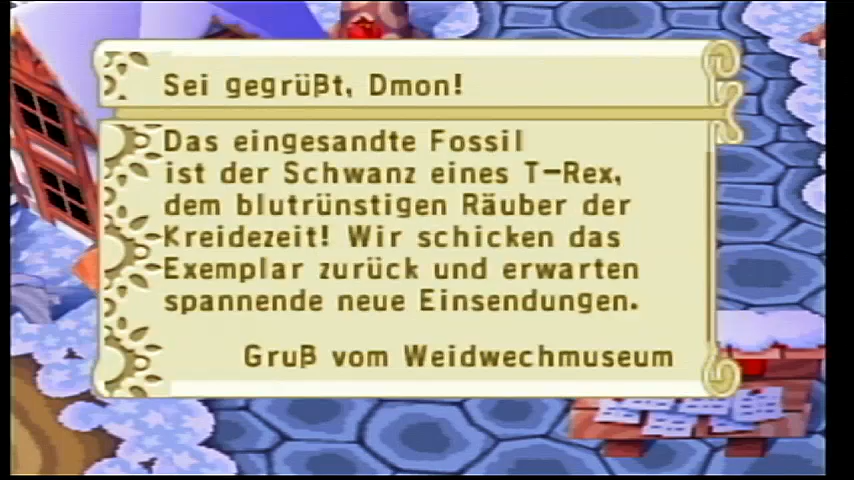 Sei gegrüßt, Dmon!
Das eingesandte Fossil
ist der Schwanz eines T-Rex,
dem blutrünstigen Räuber der
Kreidezeit! Wir schicken das
Exemplar zurück und erwarten
spannende neue Einsendungen.
Gruß vom Weidwechmuseum